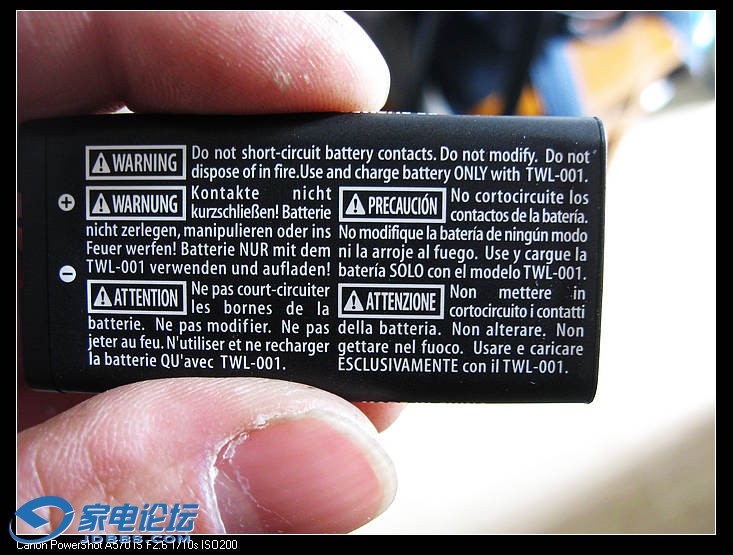 WARNING Do not short-circuit battery contacts. Do not modify. Do not
dispose of in fire.Use and charge battery ONLY with TWL-001.
WARNUNG Kontakte nicht
kurzschließen! Batterie
nicht zerlegen, manipulieren oder ins
Feuer werfen! Batterie NUR mit dem
TWL-001 verwenden und aufladen!
PRECAUCIÓN No cortocircuite los
contactos de la batería.
No modifique la batería de ningún modo
ni la arroje al fuego. Use y cargue la
batería SOLO con el modelo TWL-001.
ATTENTION Ne pas court-circuiter
les bornes de la
batterie. Ne pas modifier. Ne pas
jeter au feu. N'utiliser et ne recharger
la batterie QU'avec TWL-001.
ATTENZIONE Non mettere in
cortocircuito i contatti
della batteria. Non alterare. Non
gettare nel fuoco. Usare e caricare
ESCLUSIVAMENTE con il TWL-001.
家电论坛
JDBBS.COM
Canon PowerShot A570 IS F2.6 1/10s ISO200